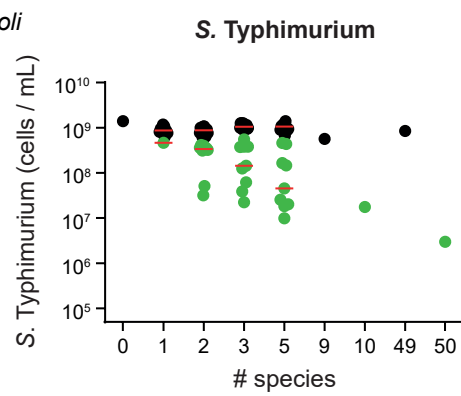 oli
S. Typhimurium
S. Typhimurium (cells / mL)
10¹⁰
10⁹
10⁸
10⁷
10⁶
10⁵
0 1 2 3 5 9 10 49 50
# species